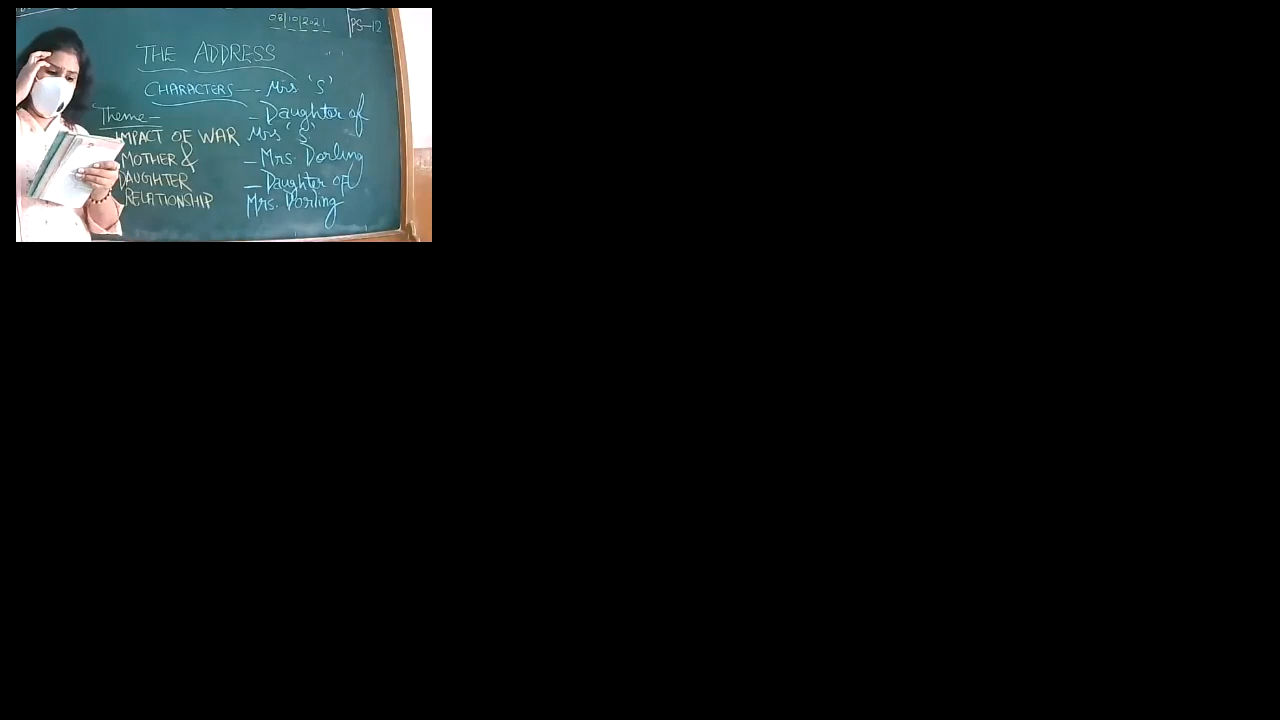 08|10|2021
PS-12
THE ADDRESS
CHARACTERS - - Mrs 'S'
Theme-
- Daughter of
IMPACT OF WAR Mrs 'S'.
MOTHER &
- Mrs. Dorling
DAUGHTER
- Daughter of
RELATIONSHIP
Mrs. Dorling